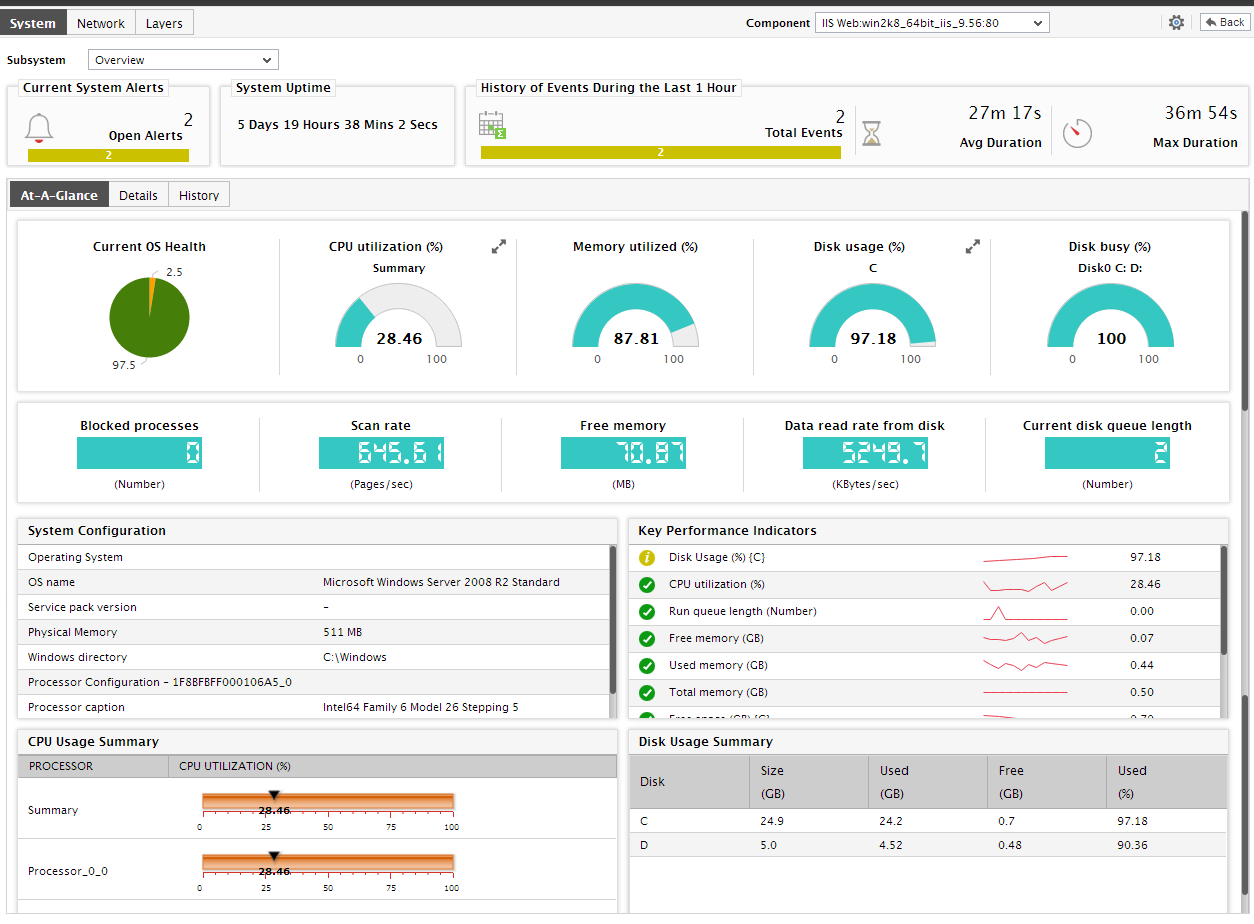 System Network Layers Component IIS Web:win2k8_64bit_iis_9.56:80 Back
Subsystem Overview
Current System Alerts System Uptime History of Events During the Last 1 Hour
2
Open Alerts
2
5 Days 19 Hours 38 Mins 2 Secs
2
Total Events
2
27m 17s
Avg Duration
36m 54s
Max Duration
At-A-Glance Details History
Current OS Health
2.5
97.5
CPU utilization (%)
Summary
28.46
0 100
Memory utilized (%)
87.81
0 100
Disk usage (%)
C
97.18
0 100
Disk busy (%)
Disk0 C: D:
100
0 100
Blocked processes
0
(Number)
Scan rate
645.61
(Pages/sec)
Free memory
70.87
(MB)
Data read rate from disk
5249.7
(KBytes/sec)
Current disk queue length
2
(Number)
System Configuration
Operating System
OS name Microsoft Windows Server 2008 R2 Standard
Service pack version -
Physical Memory 511 MB
Windows directory C:\Windows
Processor Configuration - 1F8BFBFF000106A5_0
Processor caption Intel64 Family 6 Model 26 Stepping 5
Key Performance Indicators
Disk Usage (%) {C} 97.18
CPU utilization (%) 28.46
Run queue length (Number) 0.00
Free memory (GB) 0.07
Used memory (GB) 0.44
Total memory (GB) 0.50
CPU Usage Summary
PROCESSOR CPU UTILIZATION (%)
Summary
28.46
0 25 50 75 100
Processor_0_0
28.46
0 25 50 75 100
Disk Usage Summary
Disk Size (GB) Used (GB) Free (GB) Used (%)
C 24.9 24.2 0.7 97.18
D 5.0 4.52 0.48 90.36